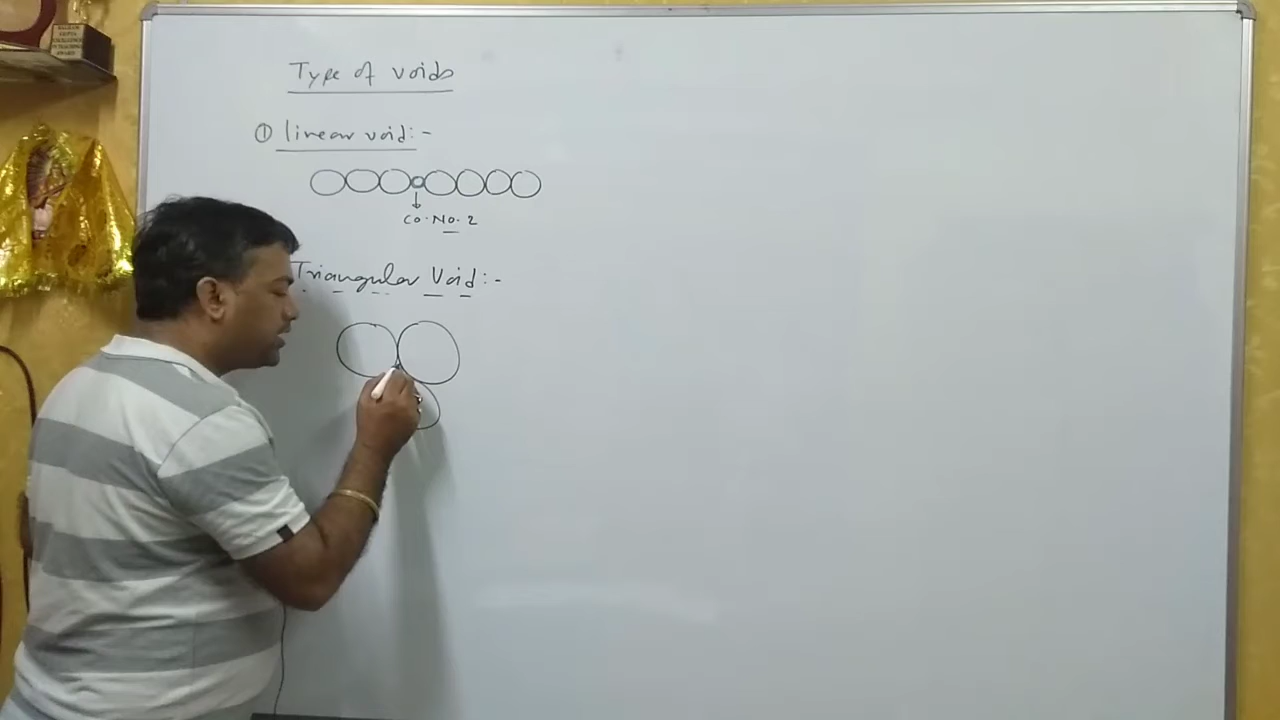 Type of voids
① linear void:-
Co. No. 2
Triangular Void:-